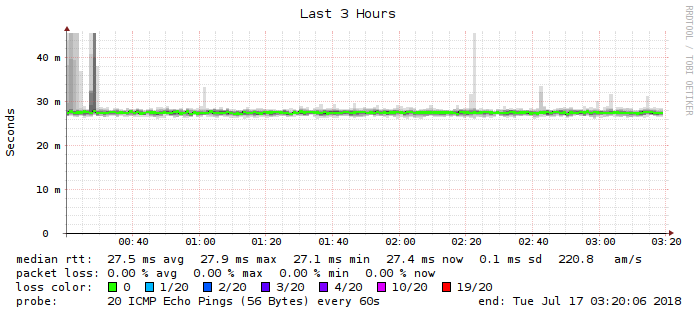 Last 3 Hours
RRDTOOL / TOBI OETIKER
Seconds
40 m
30 m
20 m
10 m
0
00:40 01:00 01:20 01:40 02:00 02:20 02:40 03:00 03:20
median rtt: 27.5 ms avg 27.9 ms max 27.1 ms min 27.4 ms now 0.1 ms sd 220.8 am/s
packet loss: 0.00 % avg 0.00 % max 0.00 % min 0.00 % now
loss color: 0 1/20 2/20 3/20 4/20 10/20 19/20
probe: 20 ICMP Echo Pings (56 Bytes) every 60s end: Tue Jul 17 03:20:06 2018